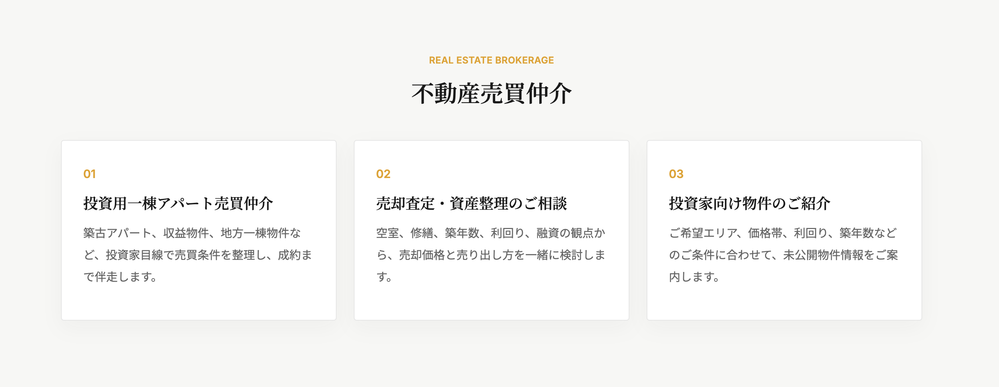 REAL ESTATE BROKERAGE
不動産売買仲介
01
投資用一棟アパート売買仲介
築古アパート、収益物件、地方一棟物件な
ど、投資家目線で売買条件を整理し、成約ま
で伴走します。
02
売却査定・資産整理のご相談
空室、修繕、築年数、利回り、融資の観点か
ら、売却価格と売り出し方を一緒に検討しま
す。
03
投資家向け物件のご紹介
ご希望エリア、価格帯、利回り、築年数など
のご条件に合わせて、未公開物件情報をご案
内します。